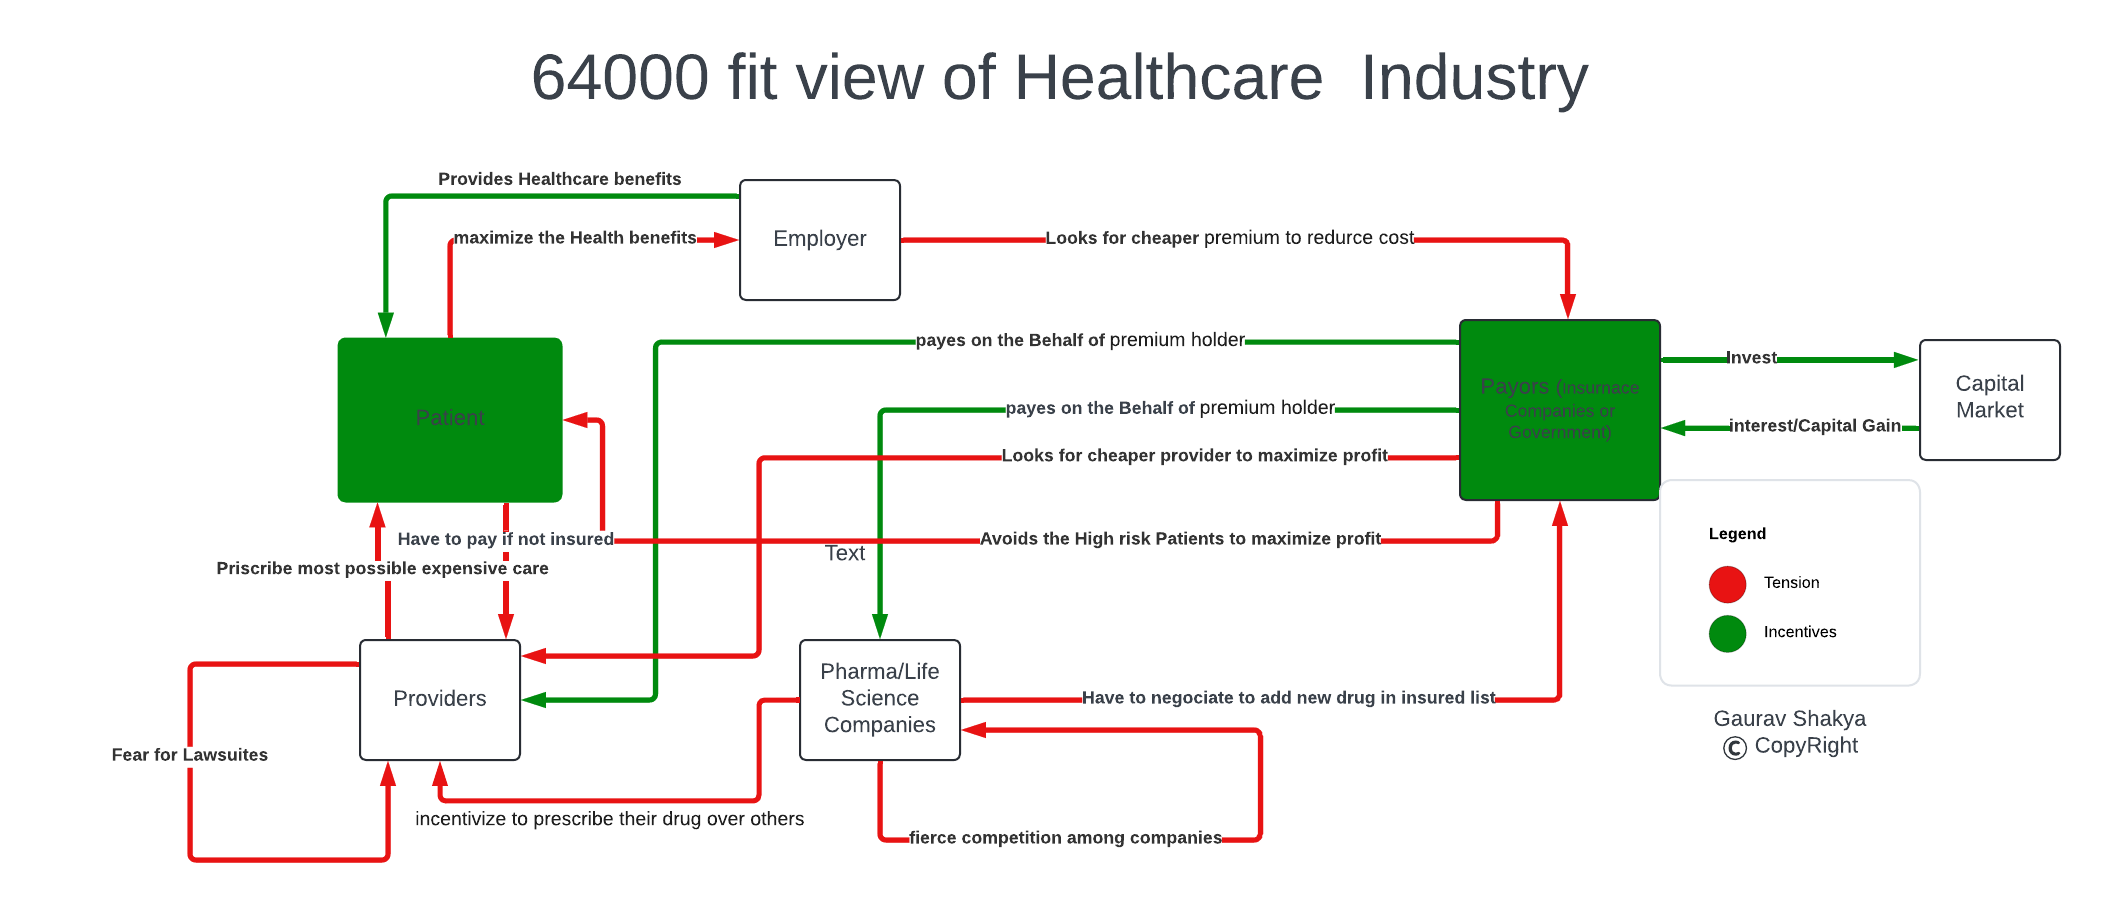 64000 fit view of Healthcare  Industry
Provides Healthcare benefits
maximize the Health benefits
Employer
Looks for cheaper premium to redurce cost
payes on the Behalf of premium holder
Invest
Payors (Insurnace
Companies or
Government)
Capital
Market
Patient
payes on the Behalf of premium holder
interest/Capital Gain
Looks for cheaper provider to maximize profit
Have to pay if not insured
Avoids the High risk Patients to maximize profit
Text
Priscribe most possible expensive care
Legend
Tension
Incentives
Providers
Pharma/Life
Science
Companies
Have to negociate to add new drug in insured list
Gaurav Shakya
© CopyRight
Fear for Lawsuites
incentivize to prescribe their drug over others
fierce competition among companies